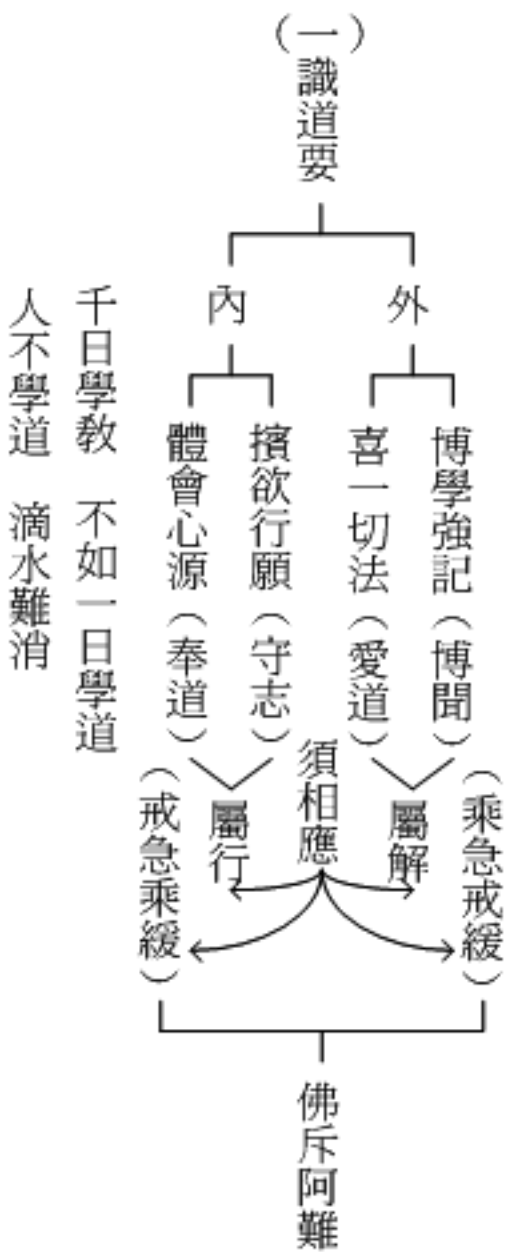 （一）識道要
外
內
博學強記（博聞）
喜一切法（愛道）
擯欲行願（守志）
體會心源（奉道）
屬解
須相應
屬行
（乘急戒緩）
（戒急乘緩）
佛斥阿難
千日學教　不如一日學道
人不學道　滴水難消